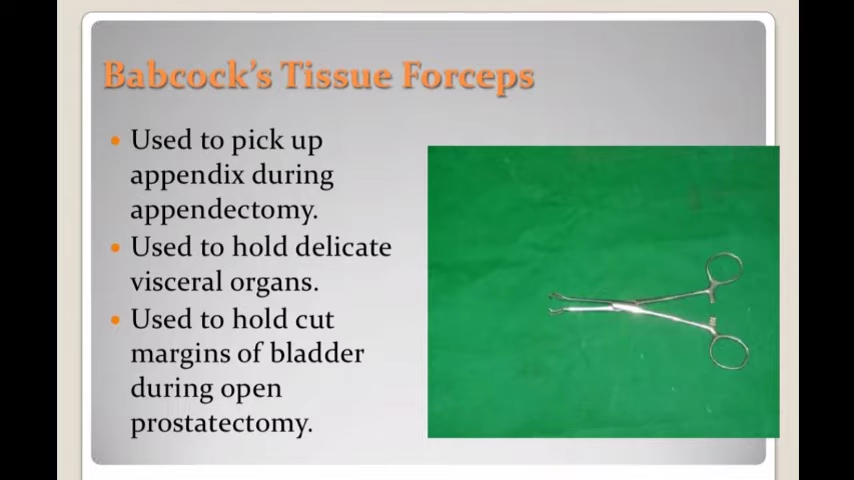 Babcock's Tissue Forceps
• Used to pick up
appendix during
appendectomy.
• Used to hold delicate
visceral organs.
• Used to hold cut
margins of bladder
during open
prostatectomy.